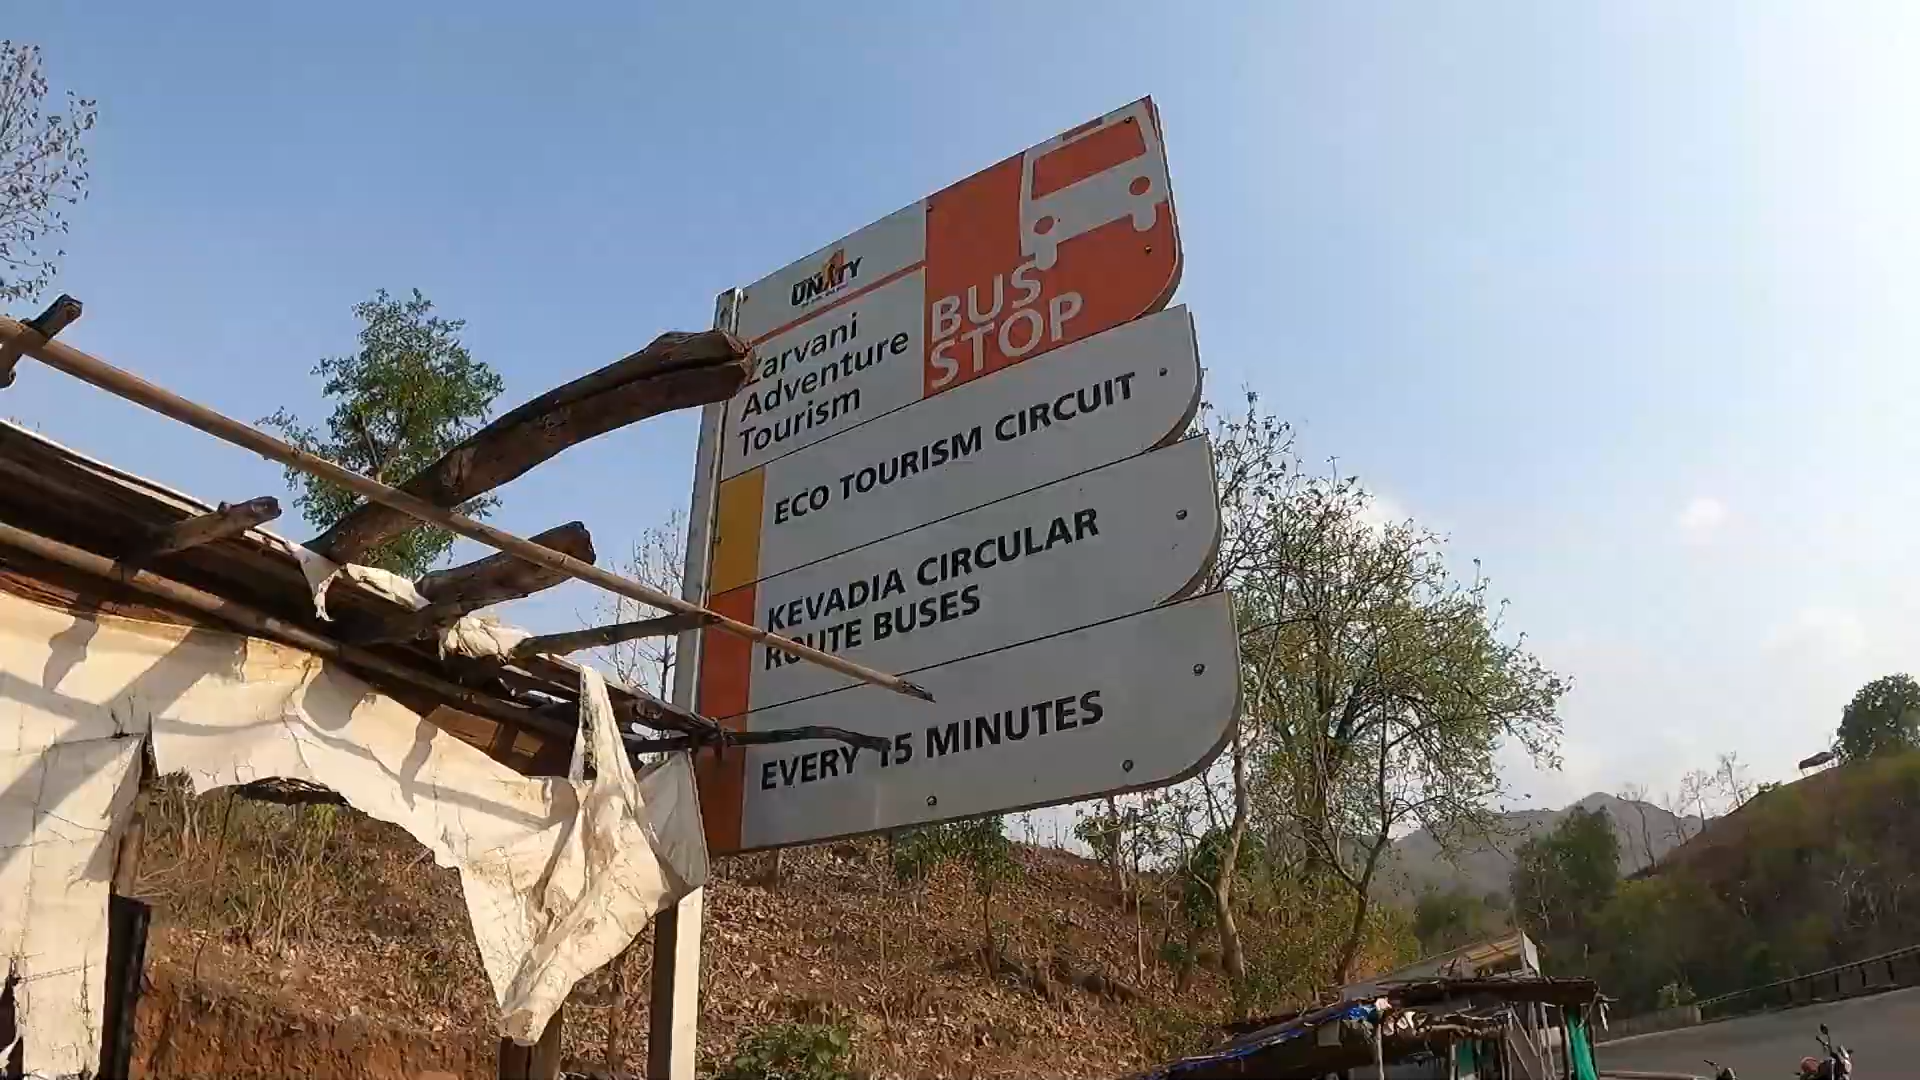 UNITY
Zarvani
Adventure
Tourism
BUS
STOP
ECO TOURISM CIRCUIT
KEVADIA CIRCULAR
ROUTE BUSES
EVERY 15 MINUTES